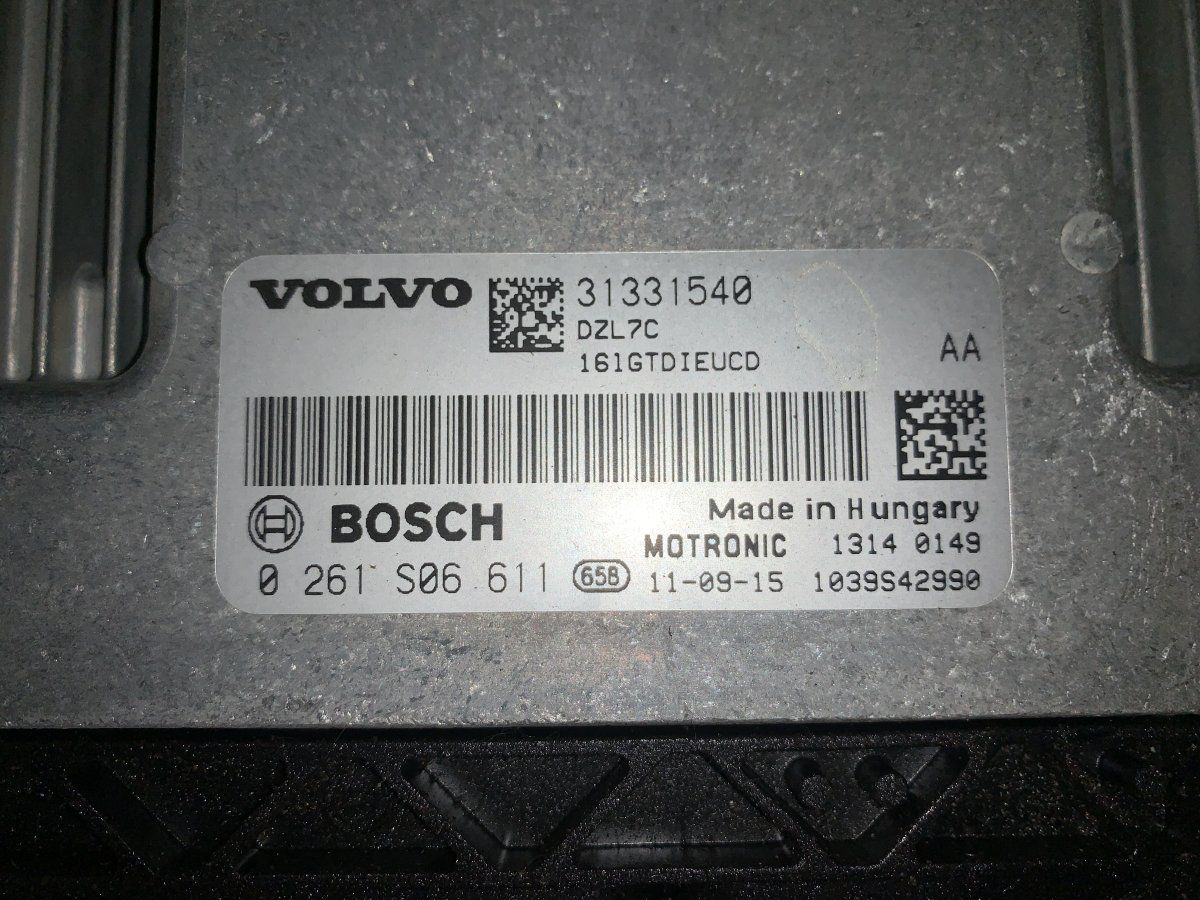 VOLVO 31331540
DZL7C
161GTDIEUCD
AA
BOSCH
Made in Hungary
MOTRONIC 1314 0149
0 261 S06 611 658 11-09-15 1039S42990